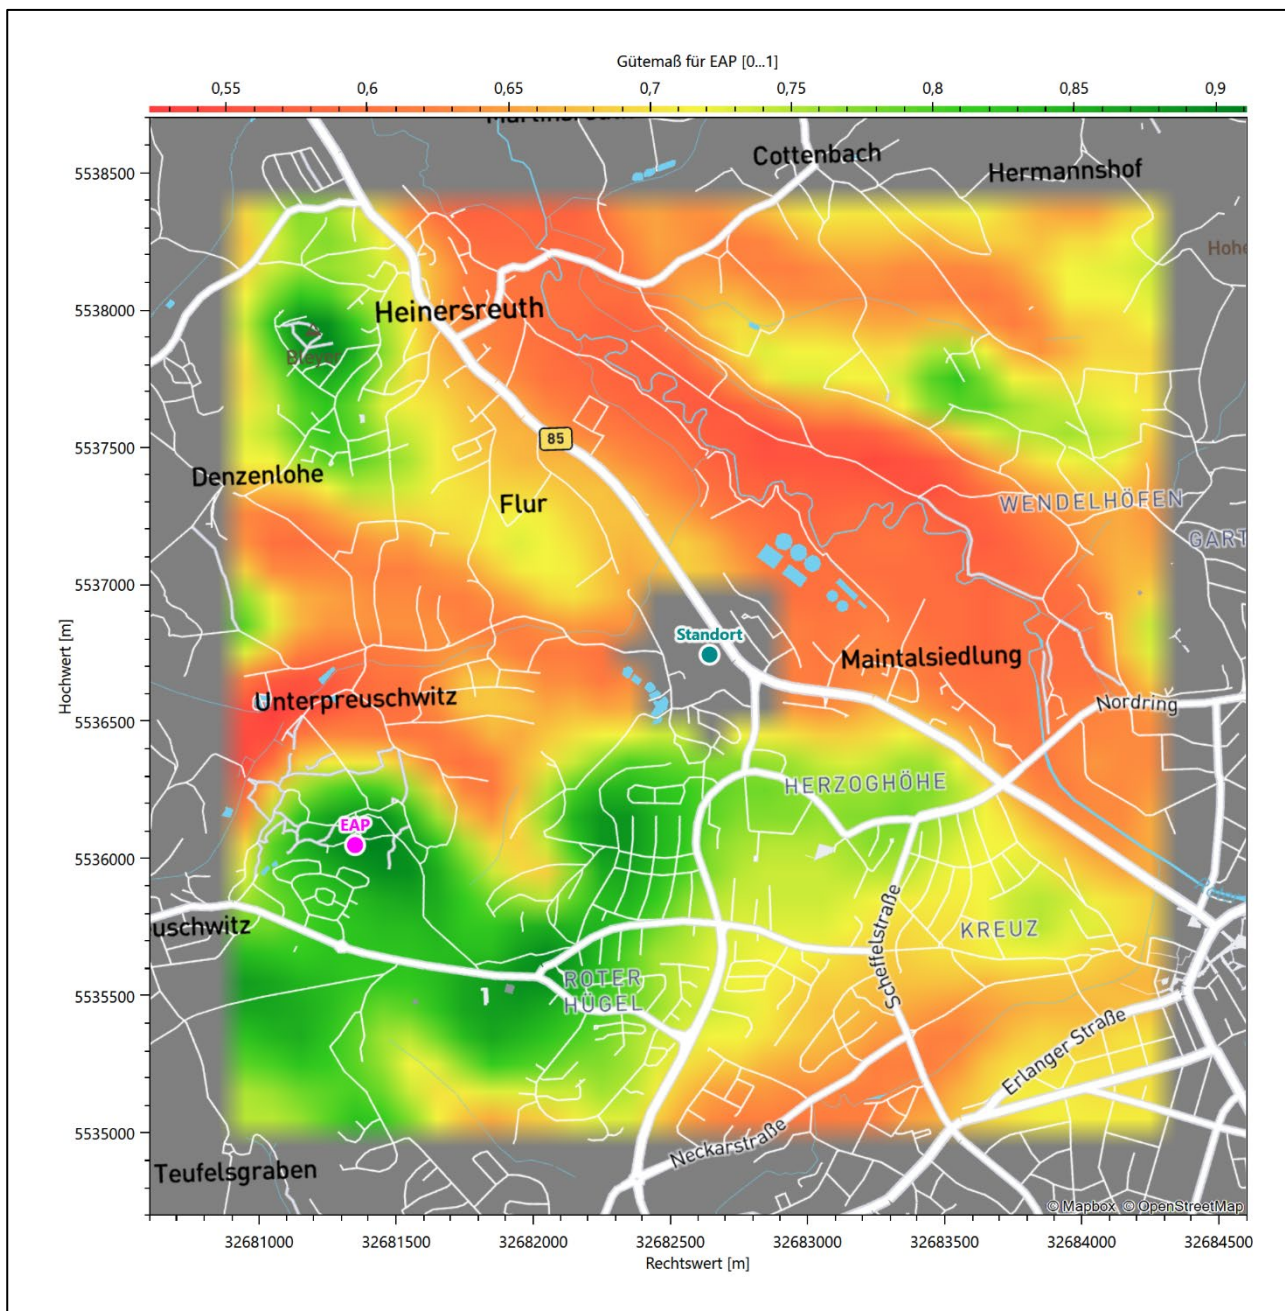 Gütemaß für EAP [0...1]
0,55 0,6 0,65 0,7 0,75 0,8 0,85 0,9
Cottenbach
Hermannshof
5538500
Heinersreuth
5538000
85
5537500
Denzenlohe
Flur
WENDELHÖFEN
GART
5537000
Standort
Maintalsiedlung
Unterpreuschwitz
Nordring
5536500
Hochwert [m]
HERZOGHÖHE
EAP
5536000
Scheffelstraße
uschwitz
KREUZ
ROTER
HÜGEL
5535500
Erlanger Straße
5535000
Neckarstraße
Teufelsgraben
© Mapbox © OpenStreetMap
32681000 32681500 32682000 32682500 32683000 32683500 32684000 32684500
Rechtswert [m]